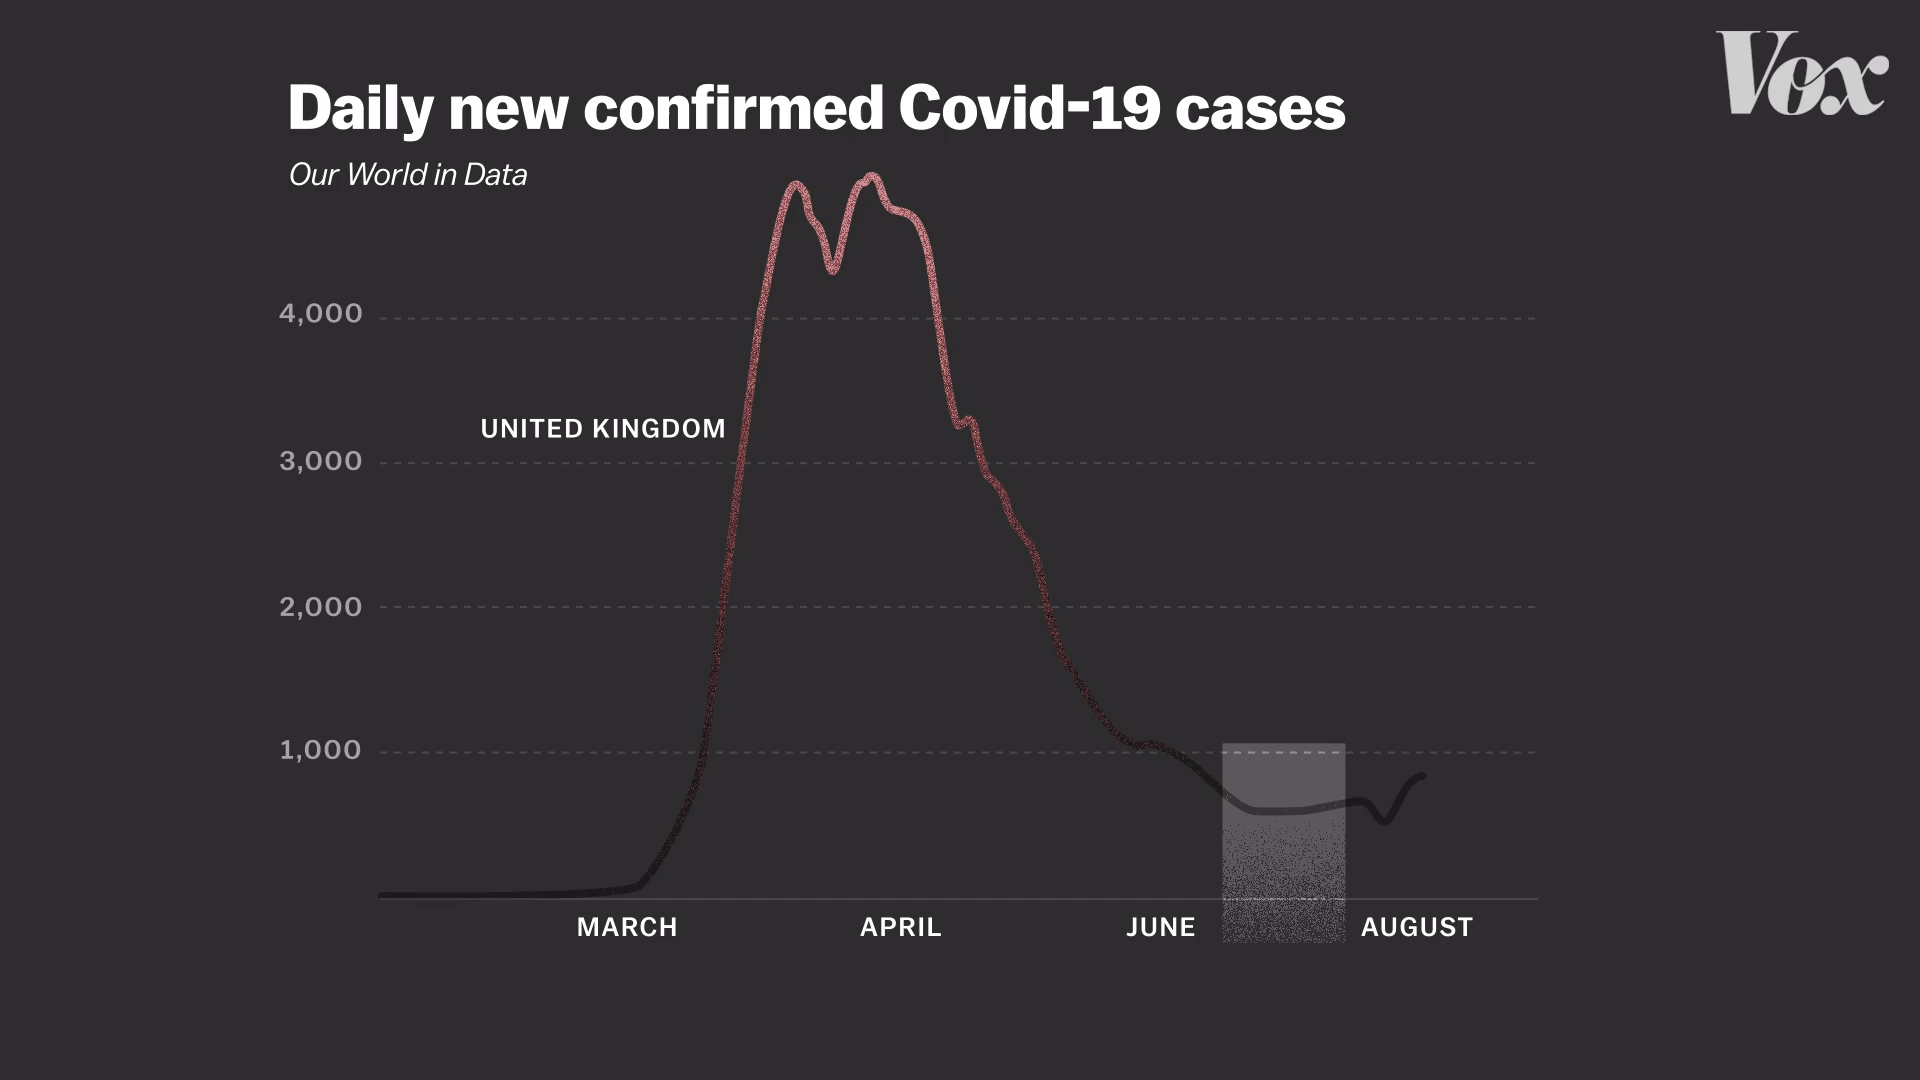 Vox
Daily new confirmed Covid-19 cases
Our World in Data
4,000
UNITED KINGDOM
3,000
2,000
1,000
MARCH APRIL JUNE AUGUST